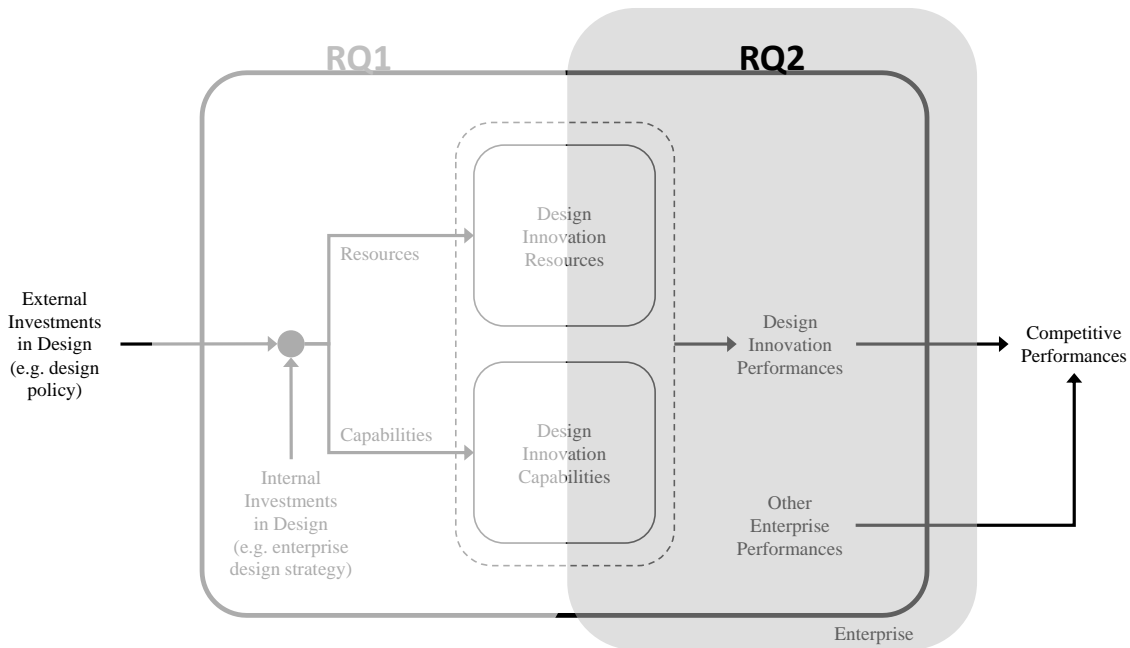 RQ1
RQ2
Design
Innovation
Resources
Resources
External
Investments
in Design
(e.g. design
policy)
Design
Innovation
Performances
Competitive
Performances
Capabilities
Design
Innovation
Capabilities
Internal
Investments
in Design
(e.g. enterprise
design strategy)
Other
Enterprise
Performances
Enterprise